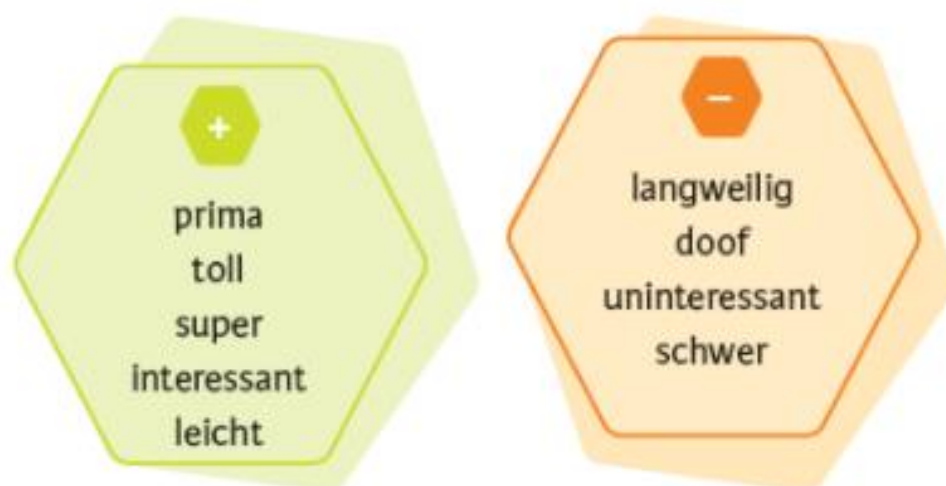 +
prima
toll
super
interessant
leicht
–
langweilig
doof
uninteressant
schwer